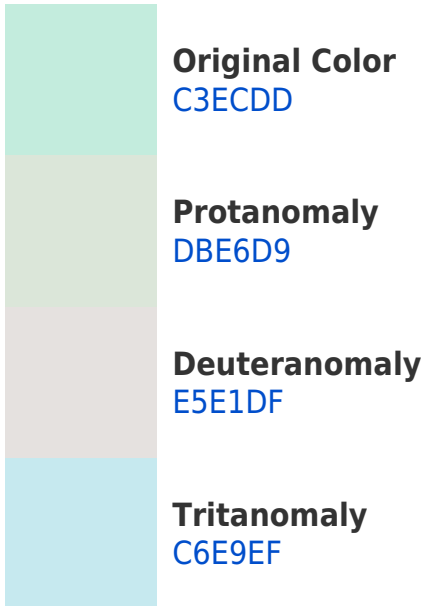 Original Color
C3ECDD
Protanomaly
DBE6D9
Deuteranomaly
E5E1DF
Tritanomaly
C6E9EF